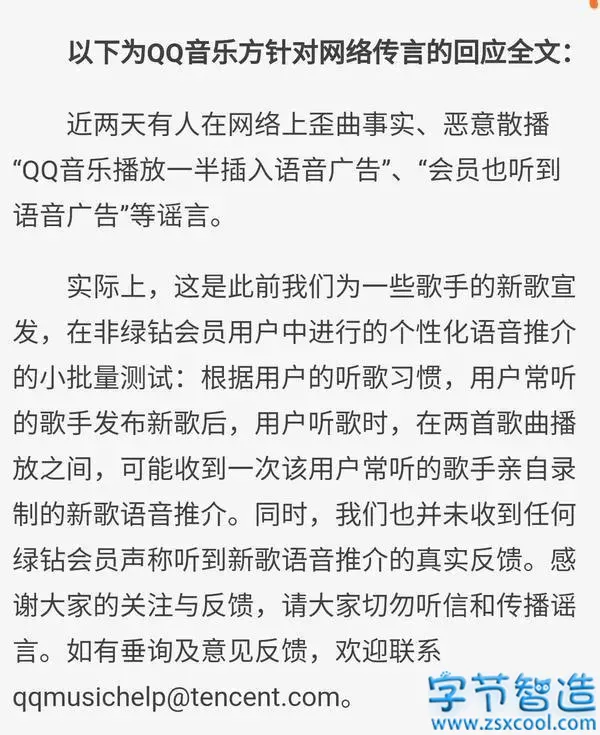 以下为QQ音乐方针对网络传言的回应全文：
近两天有人在网络上歪曲事实、恶意散播
“QQ音乐播放一半插入语音广告”、“会员也听到
语音广告”等谣言。
实际上，这是此前我们为一些歌手的新歌宣
发，在非绿钻会员用户中进行的个性化语音推介
的小批量测试：根据用户的听歌习惯，用户常听
的歌手发布新歌后，用户听歌时，在两首歌曲播
放之间，可能收到一次该用户常听的歌手亲自录
制的新歌语音推介。同时，我们也并未收到任何
绿钻会员声称听到新歌语音推介的真实反馈。感
谢大家的关注与反馈，请大家切勿听信和传播谣
言。如有垂询及意见反馈，欢迎联系
qqmusichelp@tencent.com。
字节智造
www.zsxcool.com